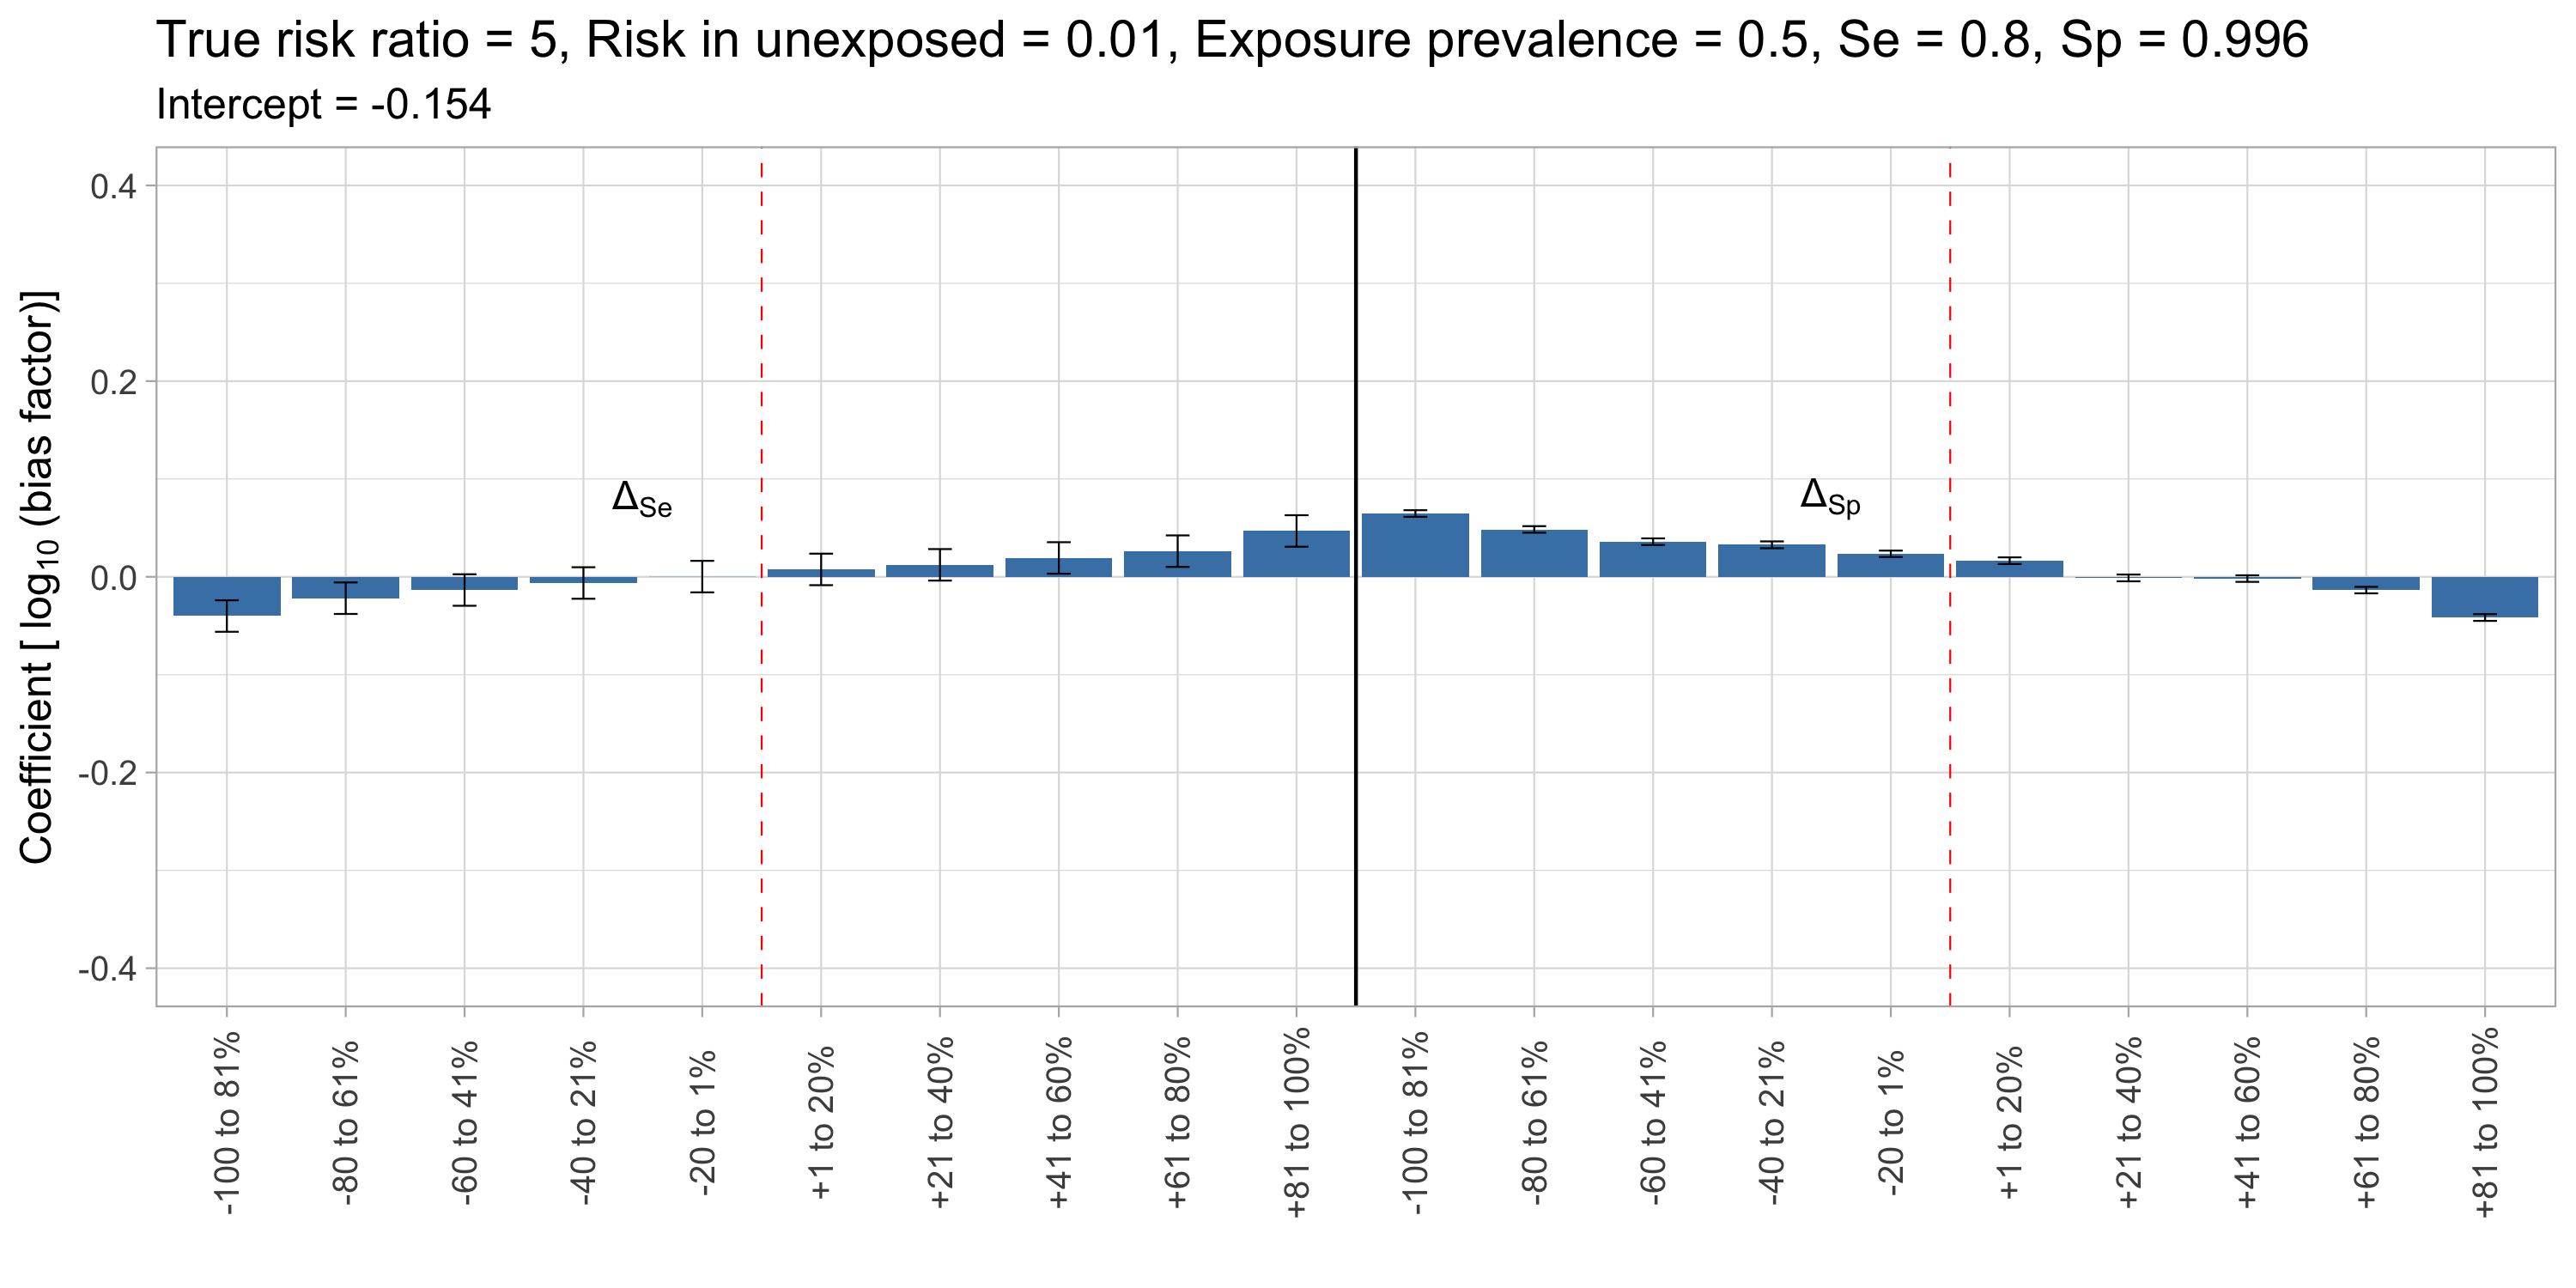 True risk ratio = 5, Risk in unexposed = 0.01, Exposure prevalence = 0.5, Se = 0.8, Sp = 0.996
Intercept = -0.154
Coefficient [ log10 (bias factor)]
0.4
0.2
0.0
-0.2
-0.4
ΔSe
ΔSp
-100 to 81%
-80 to 61%
-60 to 41%
-40 to 21%
-20 to 1%
+1 to 20%
+21 to 40%
+41 to 60%
+61 to 80%
+81 to 100%
-100 to 81%
-80 to 61%
-60 to 41%
-40 to 21%
-20 to 1%
+1 to 20%
+21 to 40%
+41 to 60%
+61 to 80%
+81 to 100%